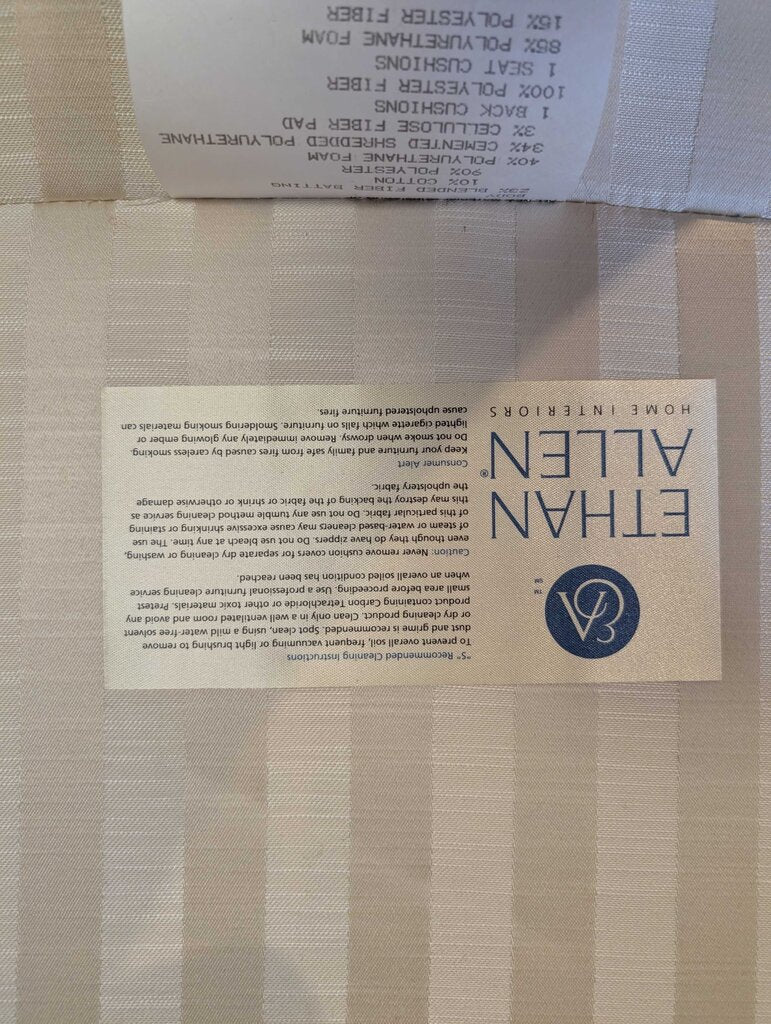 ETHAN
ALLEN®
HOME INTERIORS
TM
SM
"S" Recommended Cleaning Instructions
To prevent overall soil, frequent vacuuming or light brushing to remove
dust and grime is recommended. Spot clean, using a mild water-free solvent
or dry cleaning product. Clean only in a well ventilated room and avoid any
product containing Carbon Tetrachloride or other toxic materials. Pretest
small area before proceeding. Use a professional furniture cleaning service
when an overall soiled condition has been reached.
Caution: Never remove cushion covers for separate dry cleaning or washing,
even though they do have zippers. Do not use bleach at any time. The use
of steam or water-based cleaners may cause excessive shrinking or staining
of this particular fabric. Do not use any tumble method cleaning service as
this may destroy the backing of the fabric or shrink or otherwise damage
the upholstery fabric.
Consumer Alert
Keep your furniture and family safe from fires caused by careless smoking.
Do not smoke when drowsy. Remove immediately any glowing ember or
lighted cigarette which falls on furniture. Smoldering smoking materials can
cause upholstered furniture fires.
BLENDED FIBER BATTING
10% COTTON
90% POLYESTER
40% POLYURETHANE FOAM
34% CEMENTED SHREDDED POLYURETHANE
3% CELLULOSE FIBER PAD
1 BACK CUSHIONS
100% POLYESTER FIBER
1 SEAT CUSHIONS
85% POLYURETHANE FOAM
15% POLYESTER FIBER